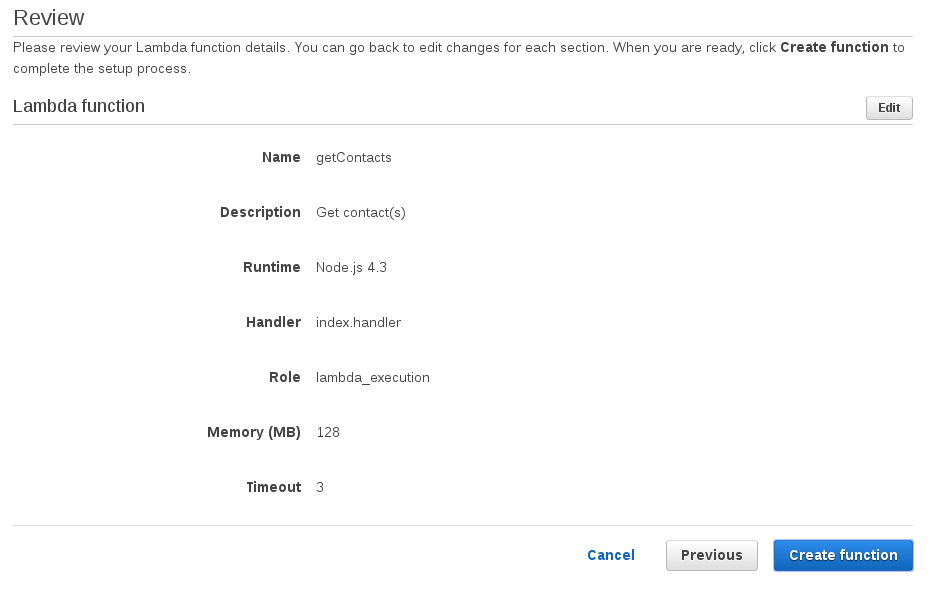 Review
Please review your Lambda function details. You can go back to edit changes for each section. When you are ready, click Create function to
complete the setup process.
Lambda function
Edit
Name getContacts
Description Get contact(s)
Runtime Node.js 4.3
Handler index.handler
Role lambda_execution
Memory (MB) 128
Timeout 3
Cancel Previous Create function